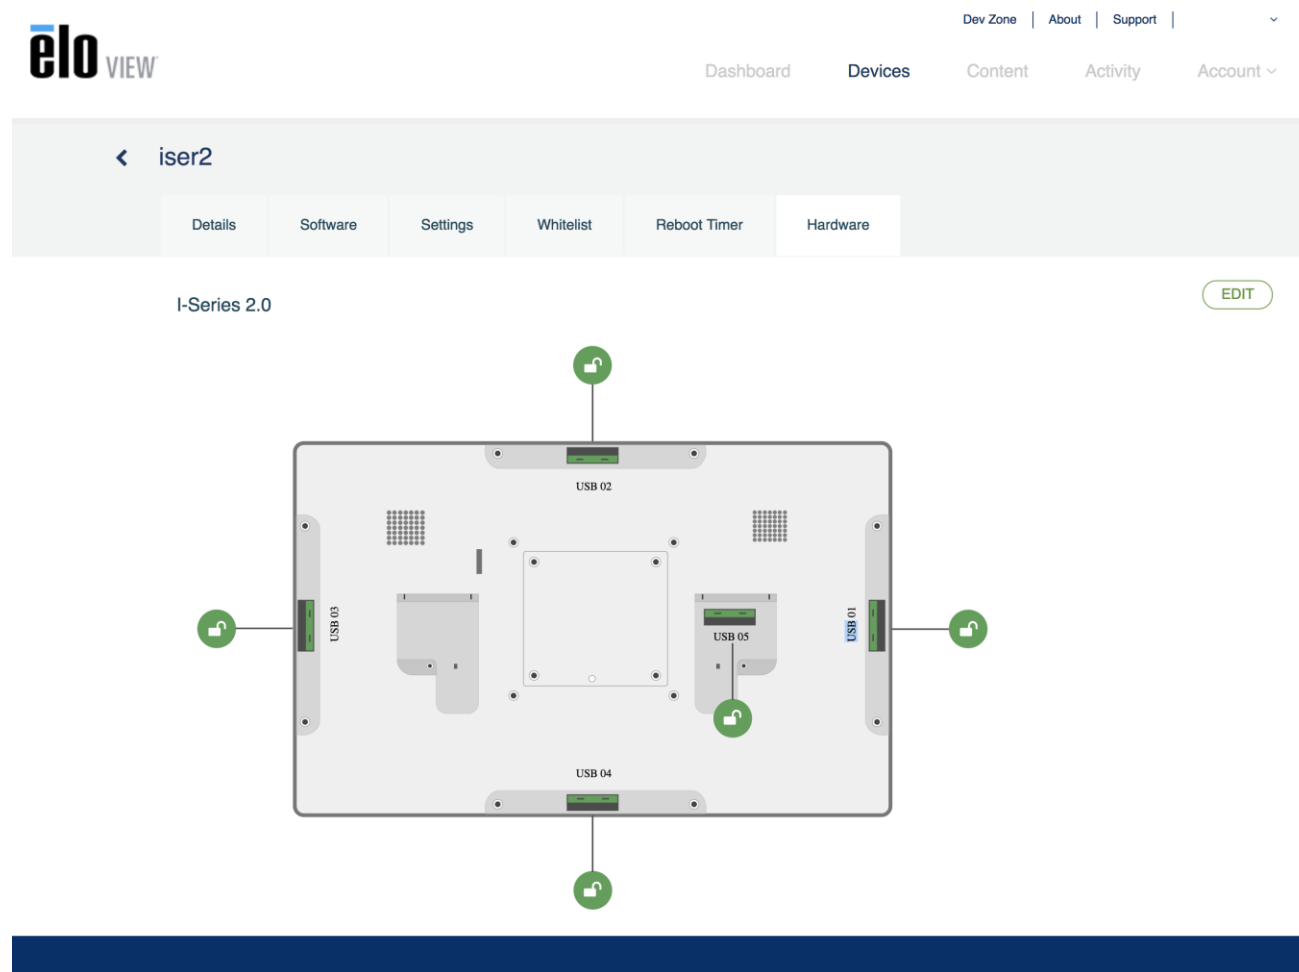 Dev Zone | About | Support |
ēlo VIEW
Dashboard Devices Content Activity Account
iser2
Details Software Settings Whitelist Reboot Timer Hardware
I-Series 2.0
EDIT
USB 02
USB 03
USB 05
USB 01
USB 04